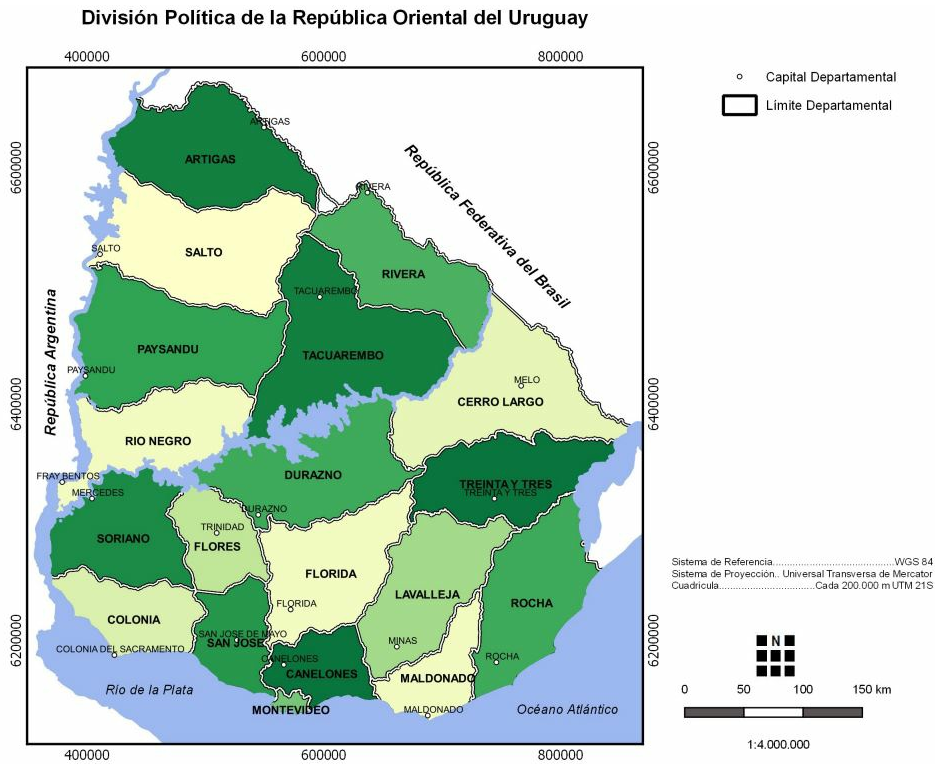 División Política de la República Oriental del Uruguay
400000 600000 800000
Capital Departamental
Límite Departamental
ARTIGAS
ARTIGAS
6600000
6600000
República Federativa del Brasil
RIVERA
SALTO
SALTO
RIVERA
TACUAREMBO
República Argentina
PAYSANDU
TACUAREMBO
PAYSANDU
MELO
CERRO LARGO
6400000
6400000
RIO NEGRO
DURAZNO
FRAY BENTOS
MERCEDES
TREINTA Y TRES
TREINTA Y TRES
DURAZNO
TRINIDAD
SORIANO
FLORES
FLORIDA
Sistema de Referencia............................................WGS 84
Sistema de Proyección.. Universal Transversa de Mercator
Cuadrícula...................................Cada 200.000 m UTM 21S
LAVALLEJA
ROCHA
FLORIDA
COLONIA
6200000
6200000
SAN JOSE DE MAYO
SAN JOSE
MINAS
COLONIA DEL SACRAMENTO
CANELONES
ROCHA
CANELONES
MALDONADO
N
Río de la Plata
MONTEVIDEO
MALDONADO
Océano Atlántico
0 50 100 150 km
1:4.000.000
400000 600000 800000